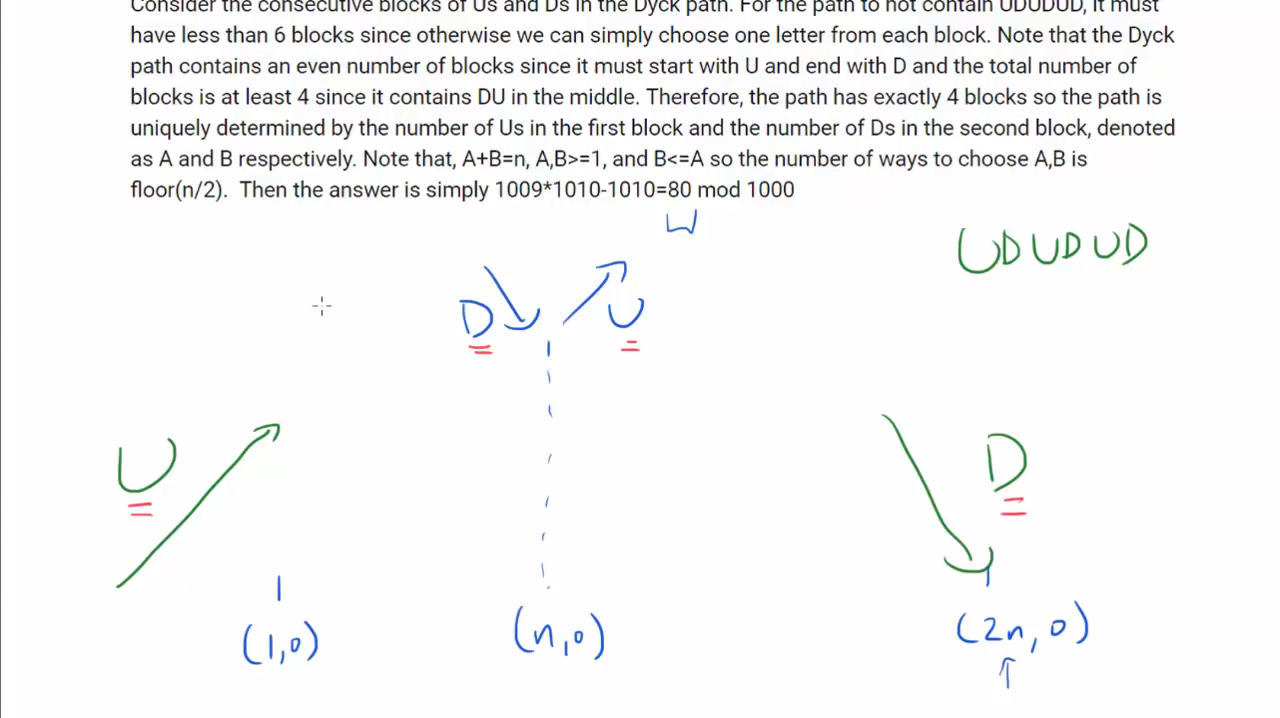 Consider the consecutive blocks of Us and Ds in the Dyck path. For the path to not contain UDUDUD, it must
have less than 6 blocks since otherwise we can simply choose one letter from each block. Note that the Dyck
path contains an even number of blocks since it must start with U and end with D and the total number of
blocks is at least 4 since it contains DU in the middle. Therefore, the path has exactly 4 blocks so the path is
uniquely determined by the number of Us in the first block and the number of Ds in the second block, denoted
as A and B respectively. Note that, A+B=n, A,B>=1, and B<=A so the number of ways to choose A,B is
floor(n/2). Then the answer is simply 1009*1010-1010=80 mod 1000
UDUDUD
D U
U D
(1,0) (n,0) (2n,0)